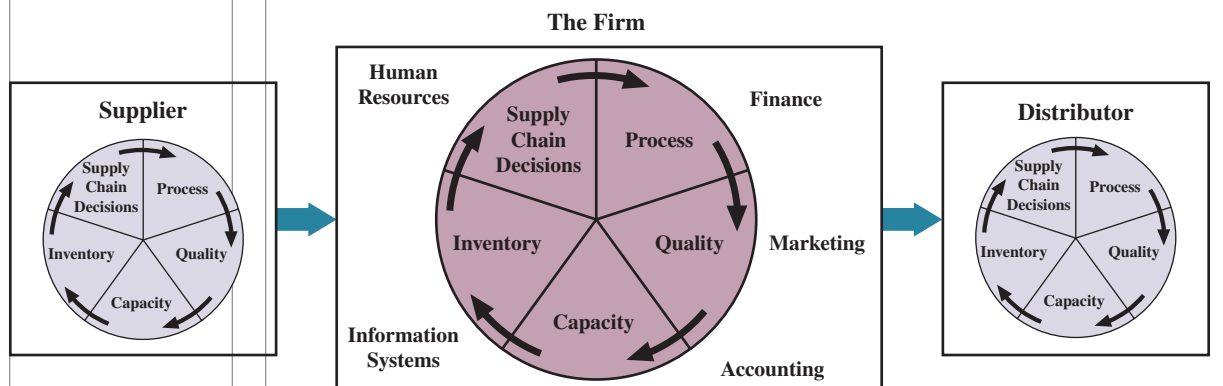 The Firm
Supplier
Supply
Chain
Decisions
Process
Inventory
Quality
Capacity
Human
Resources
Finance
Supply
Chain
Decisions
Process
Inventory
Quality
Marketing
Capacity
Information
Systems
Accounting
Distributor
Supply
Chain
Decisions
Process
Inventory
Quality
Capacity